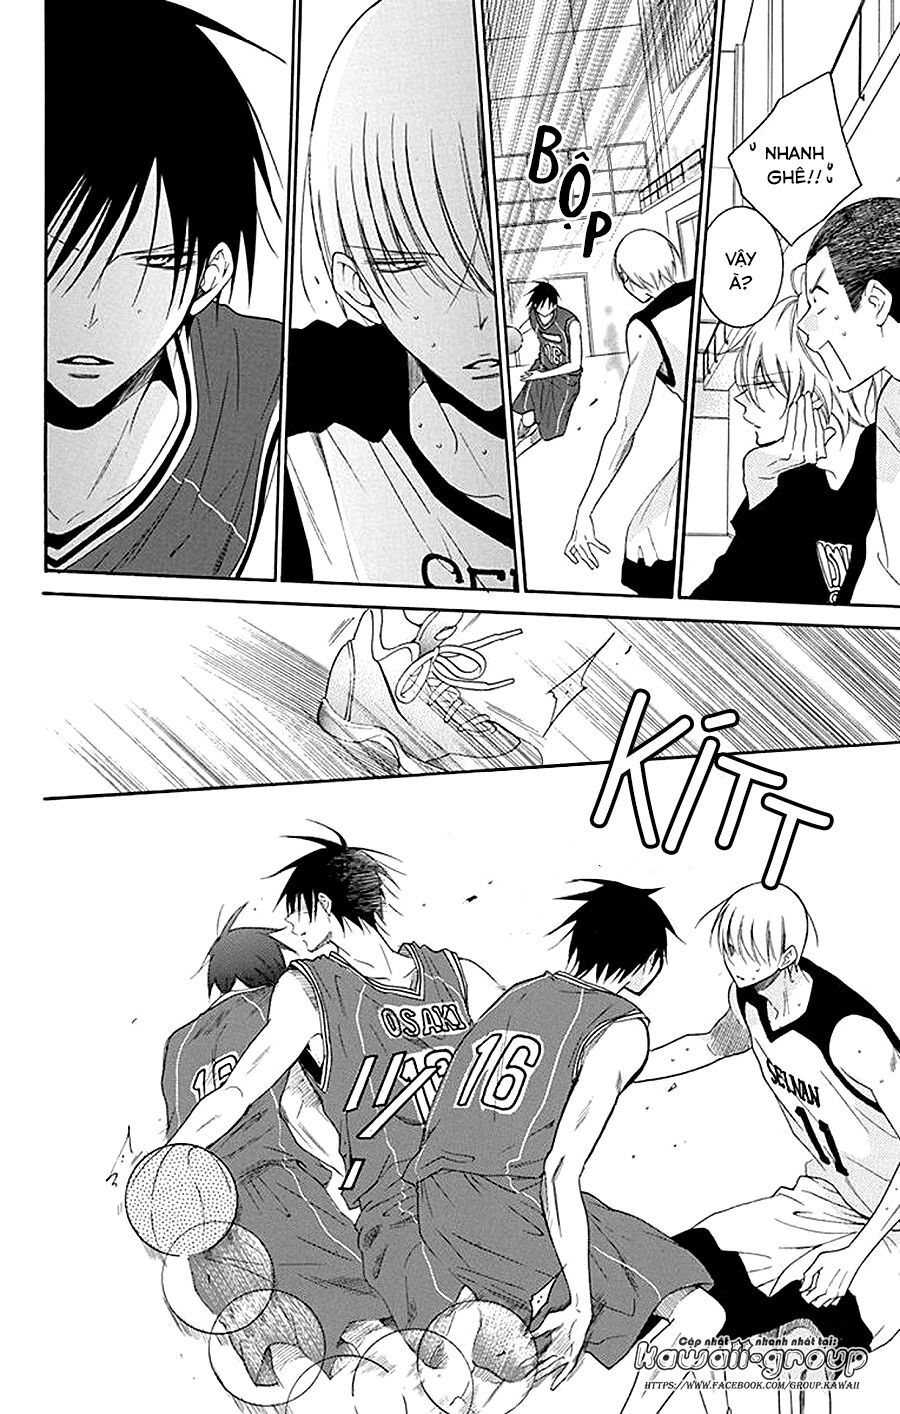 NHANH
GHÊ!!
VẬY
À?
BỘP
SEI
KÍTT
OSAKI
16
SEINAN
11
Cập nhật nhanh nhất tại:
kawaii-group
HTTPS://WWW.FACEBOOK.COM/GROUP.KAWAII